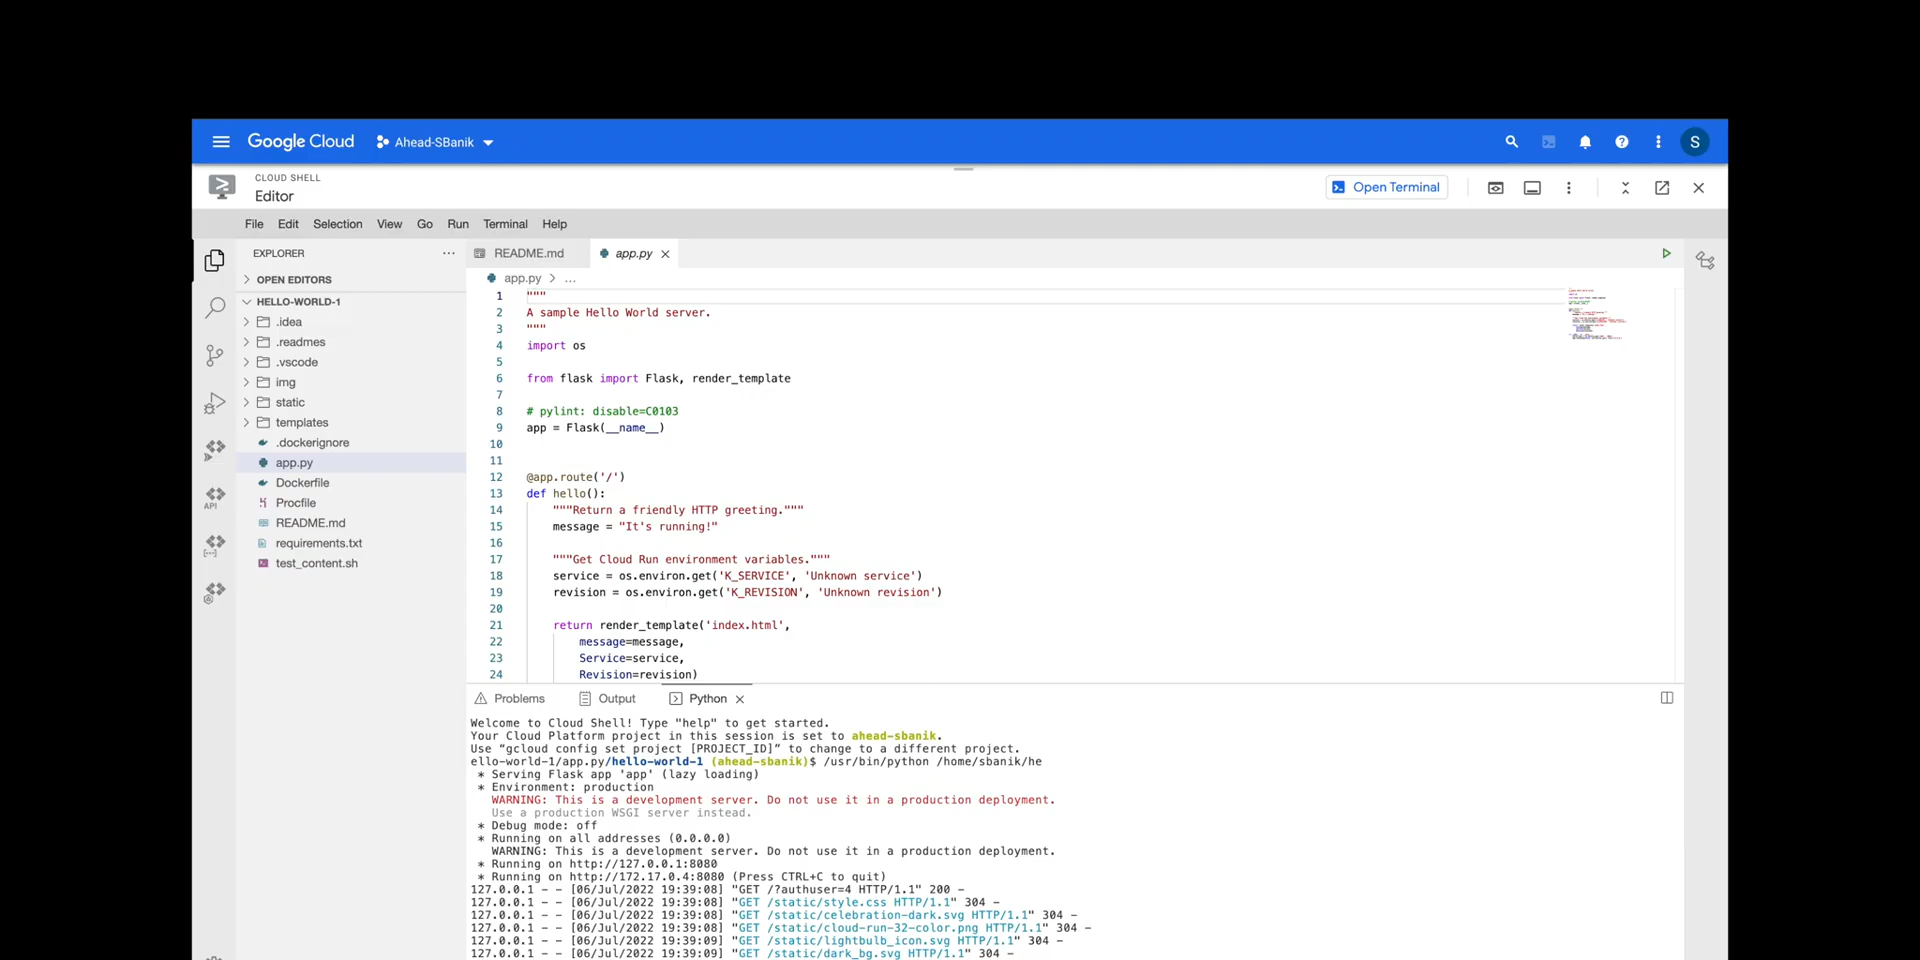 Google Cloud Ahead-SBanik S
CLOUD SHELL
Editor
Open Terminal
File Edit Selection View Go Run Terminal Help
EXPLORER
OPEN EDITORS
HELLO-WORLD-1
.idea
.readmes
.vscode
img
static
templates
.dockerignore
app.py
Dockerfile
Procfile
README.md
requirements.txt
test_content.sh
API
README.md app.py
app.py > ...
1 """
2 A sample Hello World server.
3 """
4 import os
5
6 from flask import Flask, render_template
7
8 # pylint: disable=C0103
9 app = Flask(__name__)
10
11
12 @app.route('/')
13 def hello():
14 """Return a friendly HTTP greeting."""
15 message = "It's running!"
16
17 """Get Cloud Run environment variables."""
18 service = os.environ.get('K_SERVICE', 'Unknown service')
19 revision = os.environ.get('K_REVISION', 'Unknown revision')
20
21 return render_template('index.html',
22 message=message,
23 Service=service,
24 Revision=revision)
Problems Output Python
Welcome to Cloud Shell! Type "help" to get started.
Your Cloud Platform project in this session is set to ahead-sbanik.
Use “gcloud config set project [PROJECT_ID]” to change to a different project.
ello-world-1/app.py/hello-world-1 (ahead-sbanik)$ /usr/bin/python /home/sbanik/he
* Serving Flask app 'app' (lazy loading)
* Environment: production
WARNING: This is a development server. Do not use it in a production deployment.
Use a production WSGI server instead.
* Debug mode: off
* Running on all addresses (0.0.0.0)
WARNING: This is a development server. Do not use it in a production deployment.
* Running on http://127.0.0.1:8080
* Running on http://172.17.0.4:8080 (Press CTRL+C to quit)
127.0.0.1 - - [06/Jul/2022 19:39:08] "GET /?authuser=4 HTTP/1.1" 200 -
127.0.0.1 - - [06/Jul/2022 19:39:08] "GET /static/style.css HTTP/1.1" 304 -
127.0.0.1 - - [06/Jul/2022 19:39:08] "GET /static/celebration-dark.svg HTTP/1.1" 304 -
127.0.0.1 - - [06/Jul/2022 19:39:08] "GET /static/cloud-run-32-color.png HTTP/1.1" 304 -
127.0.0.1 - - [06/Jul/2022 19:39:09] "GET /static/lightbulb_icon.svg HTTP/1.1" 304 -
127.0.0.1 - - [06/Jul/2022 19:39:09] "GET /static/dark_bg.svg HTTP/1.1" 304 -